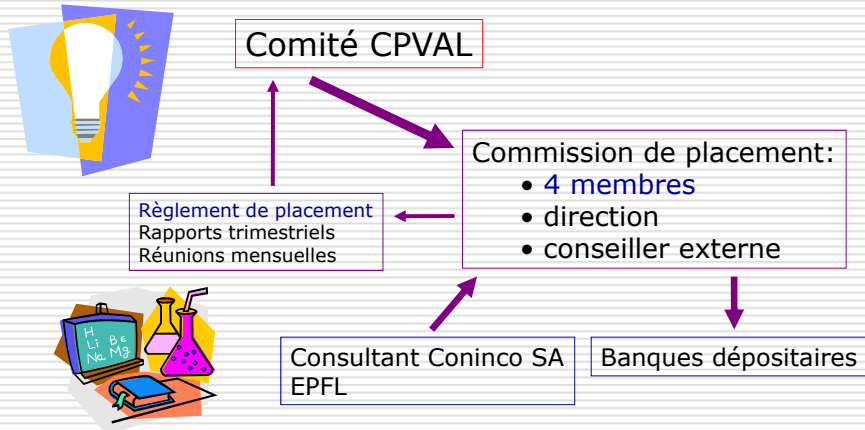 Comité CPVAL
Commission de placement:
• 4 membres
• direction
• conseiller externe
Règlement de placement
Rapports trimestriels
Réunions mensuelles
H
Li Be
Na Mg
Consultant Coninco SA
EPFL
Banques dépositaires